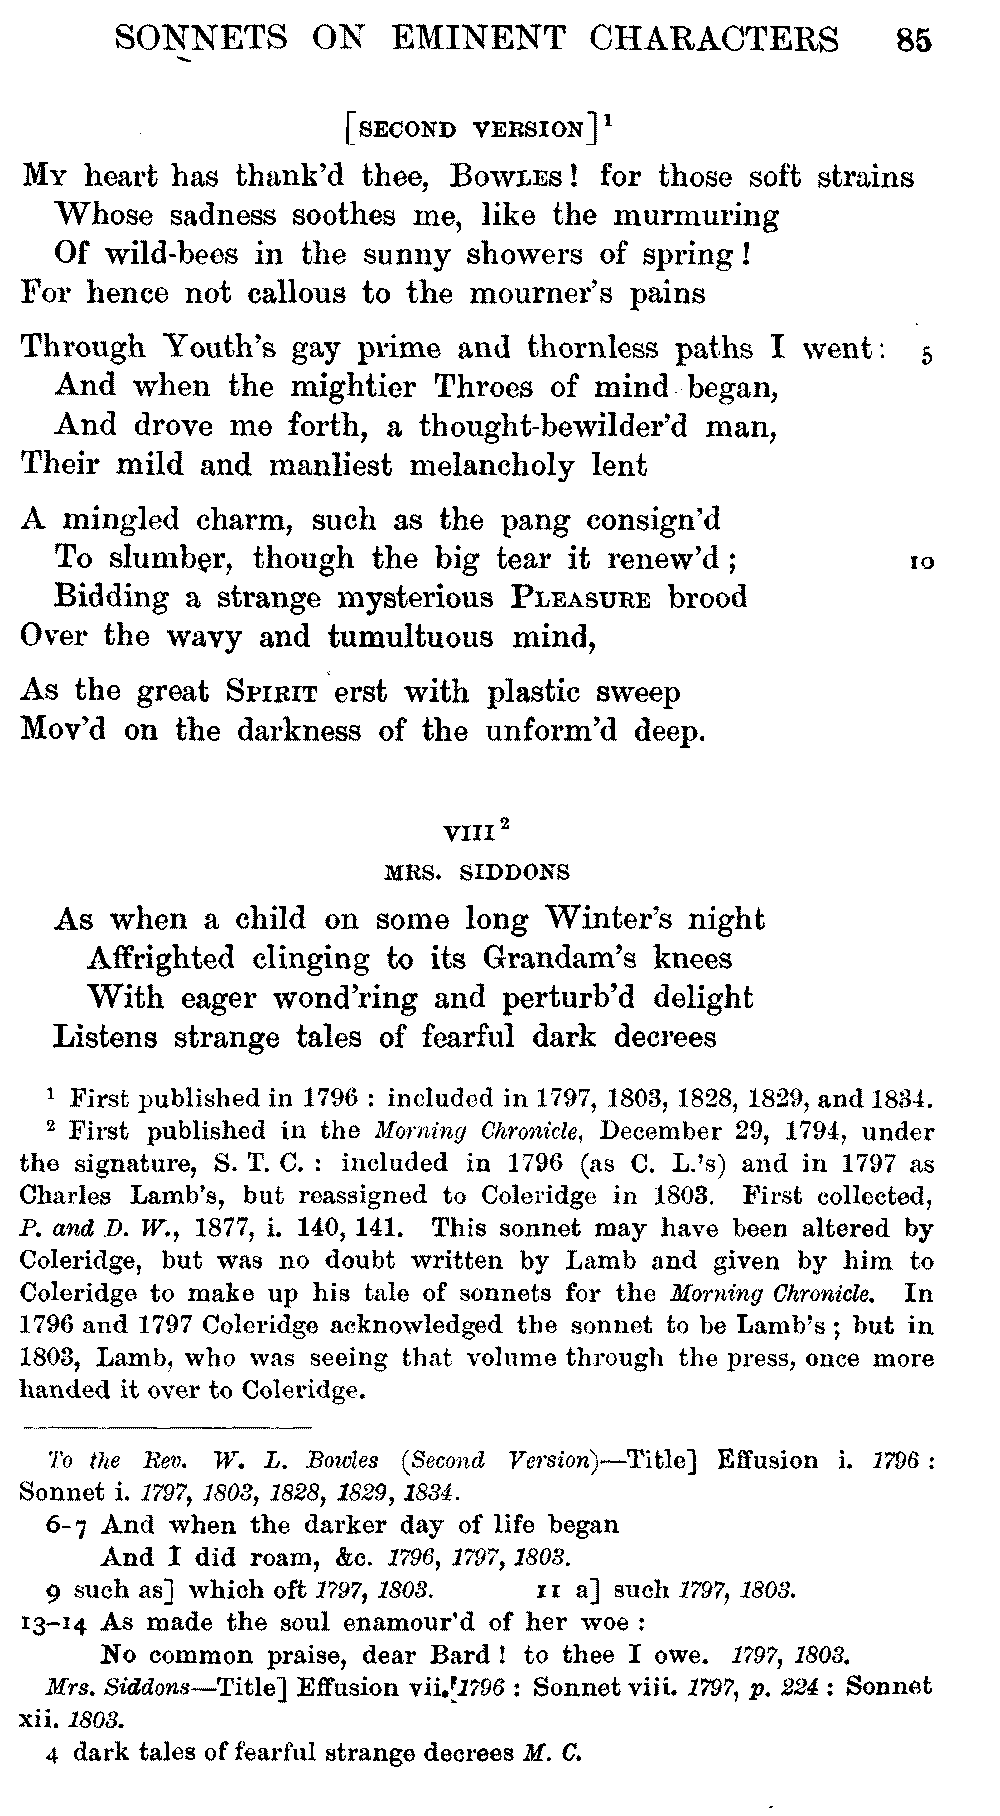 SONNETS ON EMINENT CHARACTERS 85
[SECOND VERSION]¹
MY heart has thank'd thee, BOWLES! for those soft strains
Whose sadness soothes me, like the murmuring
Of wild-bees in the sunny showers of spring!
For hence not callous to the mourner's pains
Through Youth's gay prime and thornless paths I went: 5
And when the mightier Throes of mind began,
And drove me forth, a thought-bewilder'd man,
Their mild and manliest melancholy lent
A mingled charm, such as the pang consign'd
To slumber, though the big tear it renew'd; 10
Bidding a strange mysterious PLEASURE brood
Over the wavy and tumultuous mind,
As the great SPIRIT erst with plastic sweep
Mov'd on the darkness of the unform'd deep.
VIII²
MRS. SIDDONS
As when a child on some long Winter's night
Affrighted clinging to its Grandam's knees
With eager wond'ring and perturb'd delight
Listens strange tales of fearful dark decrees
¹ First published in 1796 : included in 1797, 1803, 1828, 1829, and 1834.
² First published in the Morning Chronicle, December 29, 1794, under
the signature, S. T. C. : included in 1796 (as C. L.'s) and in 1797 as
Charles Lamb's, but reassigned to Coleridge in 1803. First collected,
P. and D. W., 1877, i. 140, 141. This sonnet may have been altered by
Coleridge, but was no doubt written by Lamb and given by him to
Coleridge to make up his tale of sonnets for the Morning Chronicle. In
1796 and 1797 Coleridge acknowledged the sonnet to be Lamb's ; but in
1803, Lamb, who was seeing that volume through the press, once more
handed it over to Coleridge.
To the Rev. W. L. Bowles (Second Version)—Title] Effusion i. 1796 :
Sonnet i. 1797, 1803, 1828, 1829, 1834.
6-7 And when the darker day of life began
And I did roam, &c. 1796, 1797, 1803.
9 such as] which oft 1797, 1803. 11 a] such 1797, 1803.
13-14 As made the soul enamour'd of her woe :
No common praise, dear Bard ! to thee I owe. 1797, 1803.
Mrs. Siddons—Title] Effusion vii. 1796 : Sonnet viii. 1797, p. 224 : Sonnet
xii. 1803.
4 dark tales of fearful strange decrees M. C.